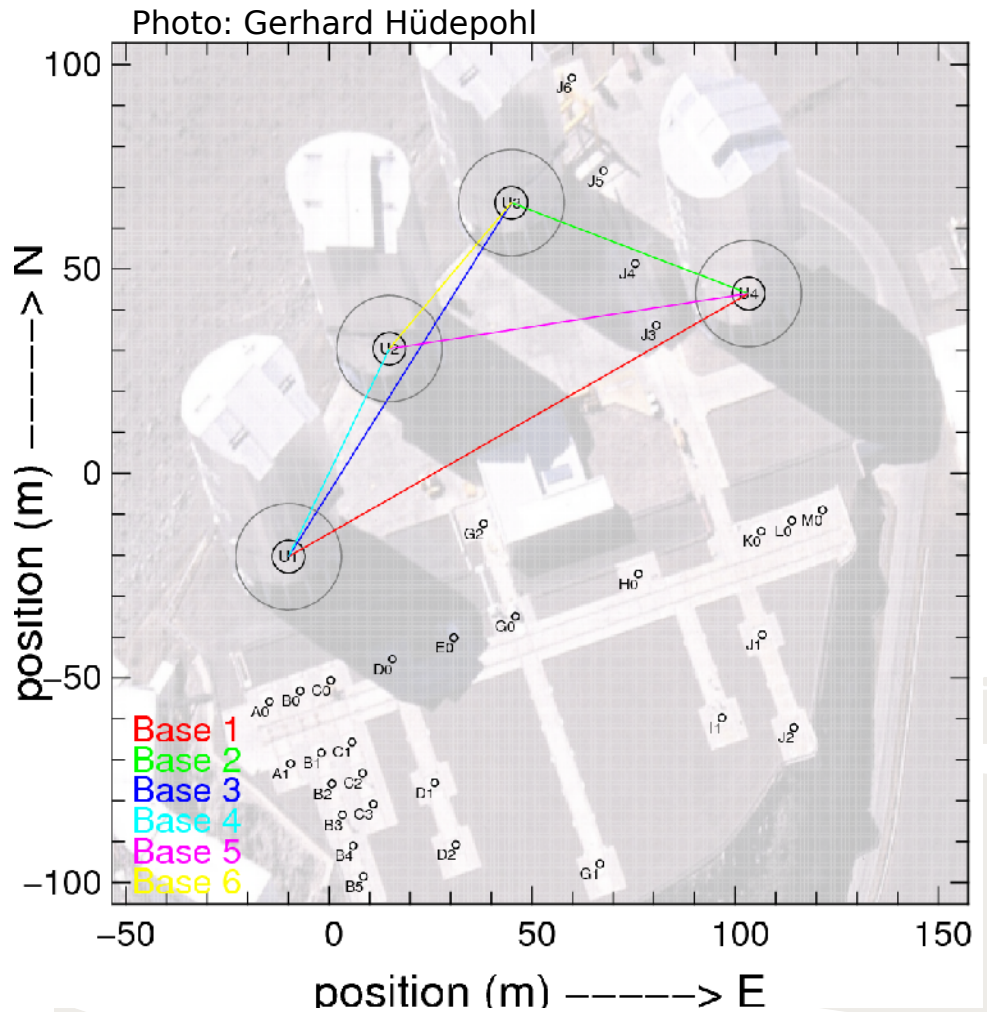 Photo: Gerhard Hüdepohl
100
50
0
−50
−100
position (m) −−−−−> N
J6
J5
U3
J4
U4
J3
U2
G2
M0
L0
K0
U1
H0
G0
J1
E0
D0
C0
B0
A0
I1
J2
C1
B1
A1
C2
B2
D1
C3
B3
B4
D2
G1
B5
Base 1
Base 2
Base 3
Base 4
Base 5
Base 6
−50
0
50
100
150
position (m) −−−−−> E